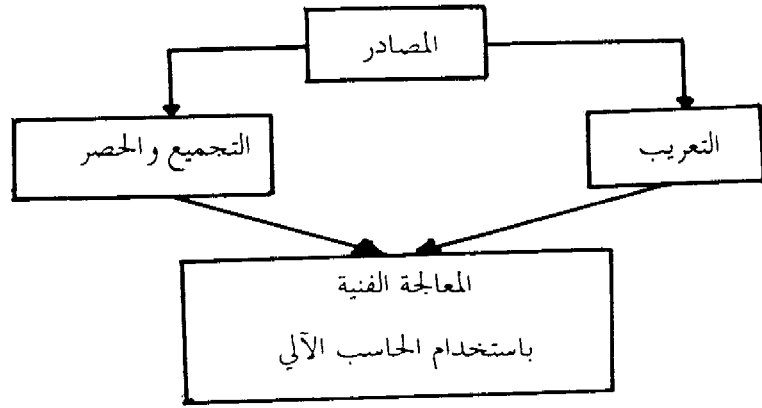 المصادر
التعريب
التجميع والحصر
المعالجة الفنية
باستخدام الحاسب الآلي